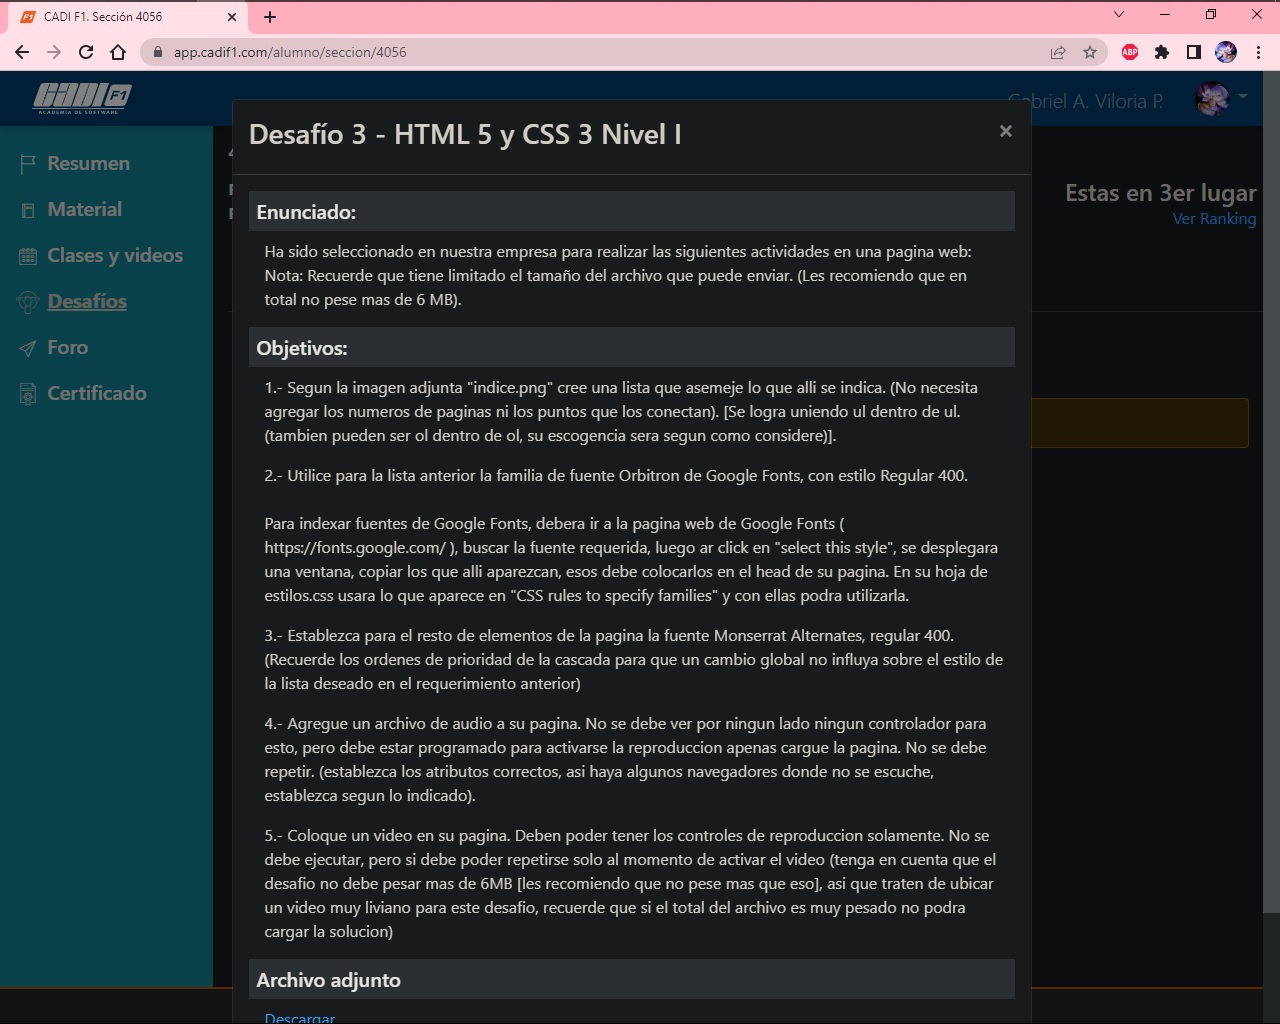 CADI F1. Sección 4056
app.cadif1.com/alumno/seccion/4056
ABP
CADI F1
ACADEMIA DE SOFTWARE
Gabriel A. Viloria P.
Resumen
Material
Clases y videos
Desafíos
Foro
Certificado
Estas en 3er lugar
Ver Ranking
Desafío 3 - HTML 5 y CSS 3 Nivel I
×
Enunciado:
Ha sido seleccionado en nuestra empresa para realizar las siguientes actividades en una pagina web:
Nota: Recuerde que tiene limitado el tamaño del archivo que puede enviar. (Les recomiendo que en
total no pese mas de 6 MB).
Objetivos:
1.- Segun la imagen adjunta "indice.png" cree una lista que asemeje lo que alli se indica. (No necesita
agregar los numeros de paginas ni los puntos que los conectan). [Se logra uniendo ul dentro de ul.
(tambien pueden ser ol dentro de ol, su escogencia sera segun como considere)].
2.- Utilice para la lista anterior la familia de fuente Orbitron de Google Fonts, con estilo Regular 400.
Para indexar fuentes de Google Fonts, debera ir a la pagina web de Google Fonts (
https://fonts.google.com/ ), buscar la fuente requerida, luego ar click en "select this style", se desplegara
una ventana, copiar los que alli aparezcan, esos debe colocarlos en el head de su pagina. En su hoja de
estilos.css usara lo que aparece en "CSS rules to specify families" y con ellas podra utilizarla.
3.- Establezca para el resto de elementos de la pagina la fuente Monserrat Alternates, regular 400.
(Recuerde los ordenes de prioridad de la cascada para que un cambio global no influya sobre el estilo de
la lista deseado en el requerimiento anterior)
4.- Agregue un archivo de audio a su pagina. No se debe ver por ningun lado ningun controlador para
esto, pero debe estar programado para activarse la reproduccion apenas cargue la pagina. No se debe
repetir. (establezca los atributos correctos, asi haya algunos navegadores donde no se escuche,
establezca segun lo indicado).
5.- Coloque un video en su pagina. Deben poder tener los controles de reproduccion solamente. No se
debe ejecutar, pero si debe poder repetirse solo al momento de activar el video (tenga en cuenta que el
desafio no debe pesar mas de 6MB [les recomiendo que no pese mas que eso], asi que traten de ubicar
un video muy liviano para este desafio, recuerde que si el total del archivo es muy pesado no podra
cargar la solucion)
Archivo adjunto
Descargar